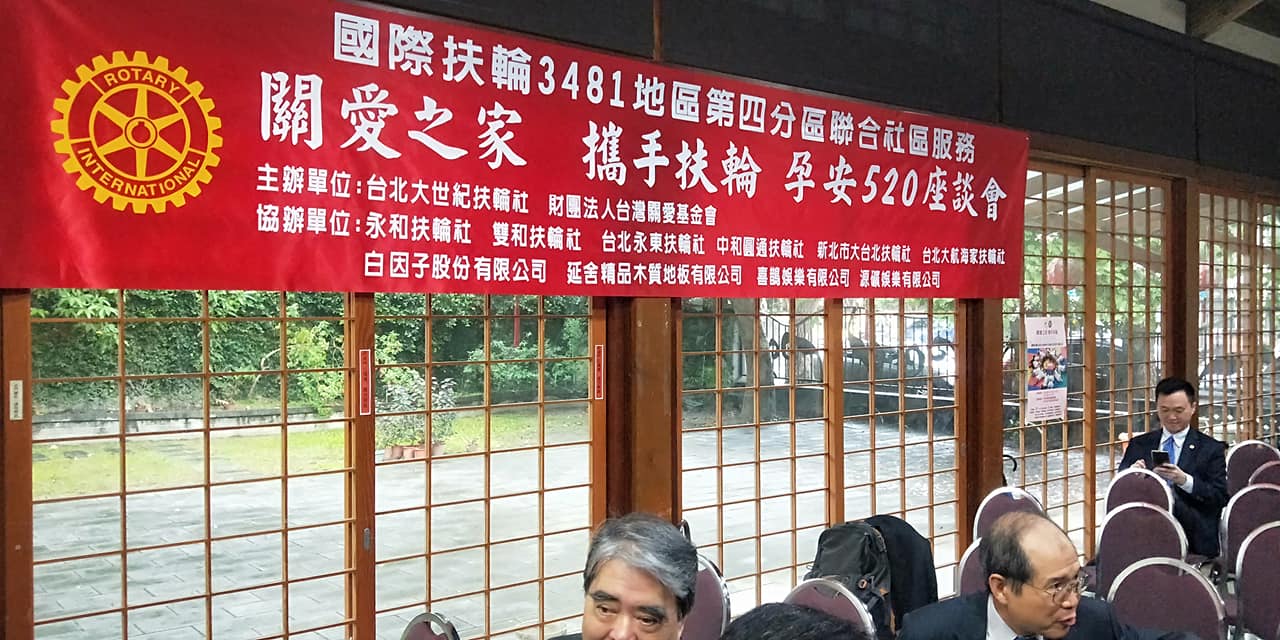 ROTARY
INTERNATIONAL
國際扶輪3481地區第四分區聯合社區服務
關愛之家 攜手扶輪 孕安520座談會
主辦單位:台北大世紀扶輪社 財團法人台灣關愛基金會
協辦單位:永和扶輪社 雙和扶輪社 台北永東扶輪社 中和圓通扶輪社 新北市大台北扶輪社 台北大航海家扶輪社
白因子股份有限公司 延舍精品木質地板有限公司 喜鵲娛樂有限公司 源礦娛樂有限公司